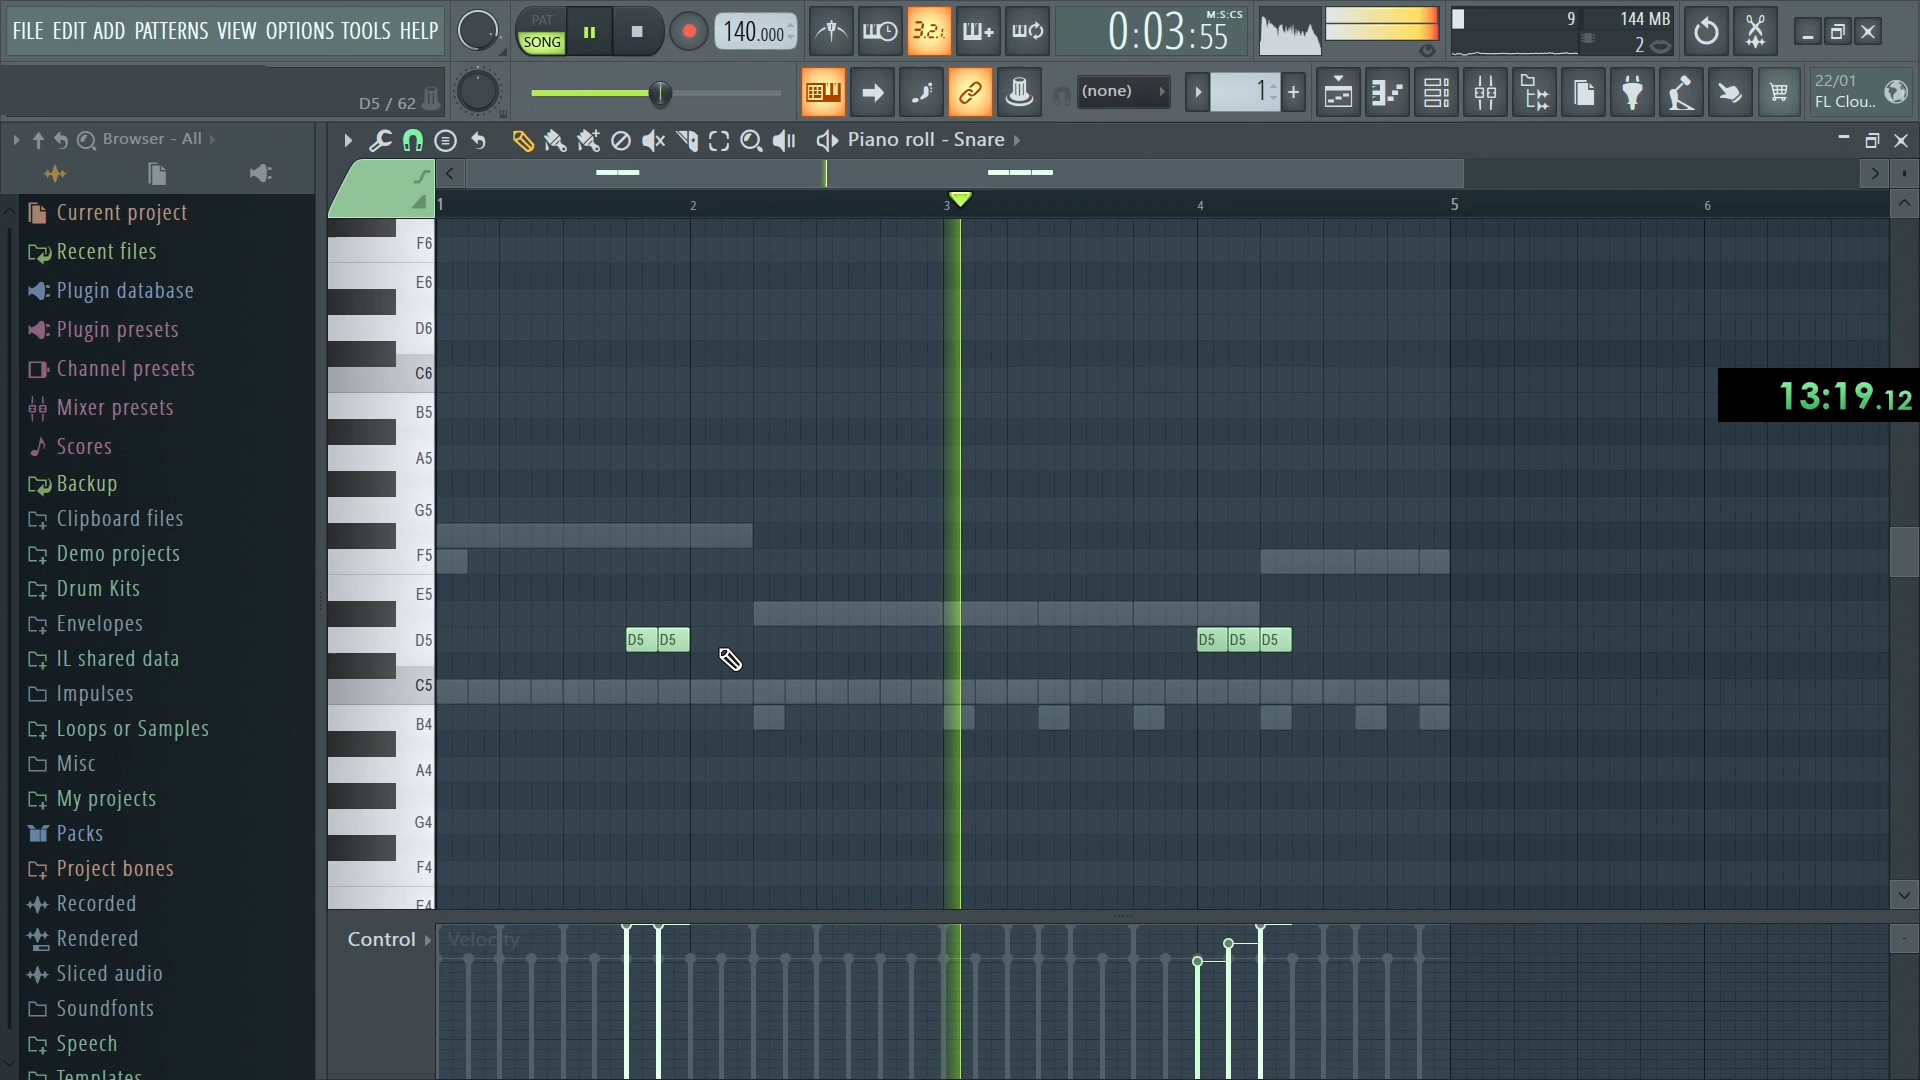 FILE EDIT ADD PATTERNS VIEW OPTIONS TOOLS HELP
PAT
SONG
140.000
3.2.1
0:03:55
M:S:CS
9
144 MB
2
D5 / 62
(none)
1
22/01
FL Clou..
Browser - All
Piano roll - Snare
Current project
Recent files
Plugin database
Plugin presets
Channel presets
Mixer presets
Scores
Backup
Clipboard files
Demo projects
Drum Kits
Envelopes
IL shared data
Impulses
Loops or Samples
Misc
My projects
Packs
Project bones
Recorded
Rendered
Sliced audio
Soundfonts
Speech
Templates
1 2 3 4 5 6
F6
E6
D6
C6
B5
A5
G5
F5
E5
D5
C5
B4
A4
G4
F4
E4
D5 D5 D5 D5 D5
13:19.12
Control
Velocity